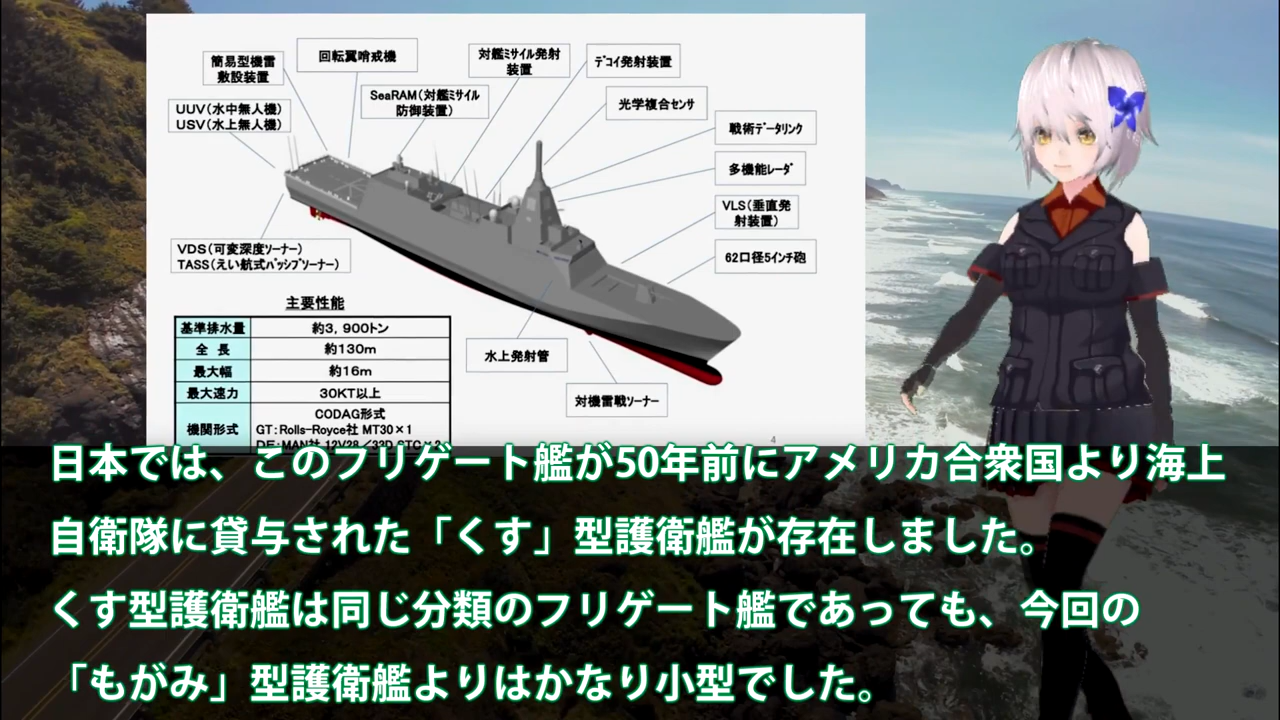 簡易型機雷
敷設装置
回転翼哨戒機
対艦ミサイル発射
装置
デコイ発射装置
UUV(水中無人機)
USV(水上無人機)
SeaRAM(対艦ミサイル
防御装置)
光学複合センサ
戦術データリンク
多機能レーダ
VLS(垂直発
射装置)
62口径5インチ砲
VDS(可変深度ソーナー)
TASS(えい航式パッシブソーナー)
水上発射管
対機雷戦ソーナー
主要性能
基準排水量 約3,900トン
全 長 約130m
最大幅 約16m
最大速力 30KT以上
機関形式 CODAG形式
GT:Rolls-Royce社 MT30×1
DE:MAN社 12V28/33D STC×2
4
日本では、このフリゲート艦が50年前にアメリカ合衆国より海上
自衛隊に貸与された「くす」型護衛艦が存在しました。
くす型護衛艦は同じ分類のフリゲート艦であっても、今回の
「もがみ」型護衛艦よりはかなり小型でした。